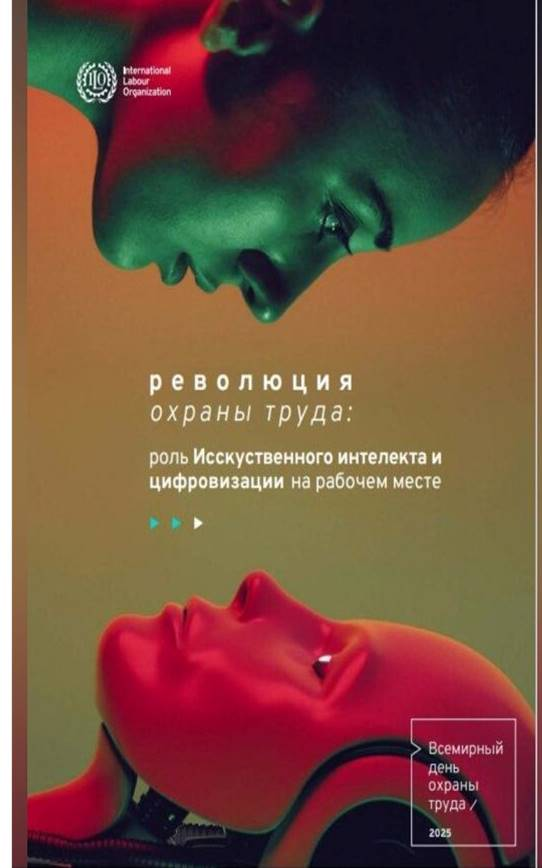 International
Labour
Organization
революция
охраны труда:
роль Исскуственного интелекта и
цифровизации на рабочем месте
Всемирный
день
охраны
труда /
2025